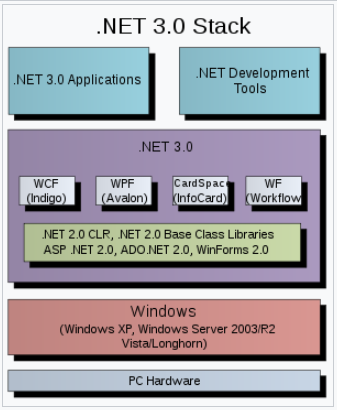 .NET 3.0 Stack
.NET 3.0 Applications
.NET Development
Tools
.NET 3.0
WCF
(Indigo)
WPF
(Avalon)
CardSpac
(InfoCard)
WF
(Workflow
.NET 2.0 CLR, .NET 2.0 Base Class Libraries
ASP .NET 2.0, ADO.NET 2.0, WinForms 2.0
Windows
(Windows XP, Windows Server 2003/R2
Vista/Longhorn)
PC Hardware